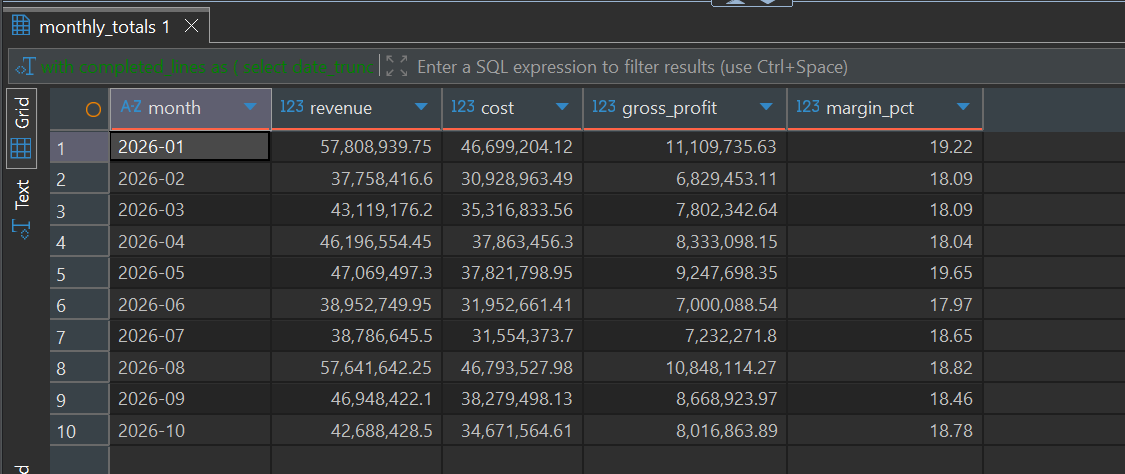 monthly_totals 1
with completed_lines as ( select date_trunc Enter a SQL expression to filter results (use Ctrl+Space)
Grid
Text
A-Z month 123 revenue 123 cost 123 gross_profit 123 margin_pct
1 2026-01 57,808,939.75 46,699,204.12 11,109,735.63 19.22
2 2026-02 37,758,416.6 30,928,963.49 6,829,453.11 18.09
3 2026-03 43,119,176.2 35,316,833.56 7,802,342.64 18.09
4 2026-04 46,196,554.45 37,863,456.3 8,333,098.15 18.04
5 2026-05 47,069,497.3 37,821,798.95 9,247,698.35 19.65
6 2026-06 38,952,749.95 31,952,661.41 7,000,088.54 17.97
7 2026-07 38,786,645.5 31,554,373.7 7,232,271.8 18.65
8 2026-08 57,641,642.25 46,793,527.98 10,848,114.27 18.82
9 2026-09 46,948,422.1 38,279,498.13 8,668,923.97 18.46
10 2026-10 42,688,428.5 34,671,564.61 8,016,863.89 18.78